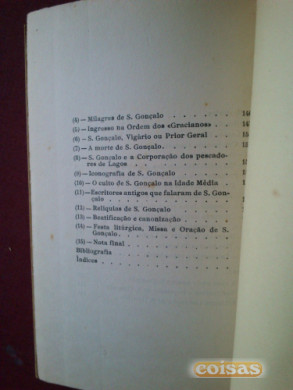 (4) — Milagres de S. Gonçalo
(5) — Ingresso na Ordem dos «Gracianos»
(6) — S. Gonçalo, Vigário ou Prior Geral
(7) — A morte de S. Gonçalo.
(8) — S. Gonçalo e a Corporação dos pescadores de Lagos
(9) — Iconografia de S. Gonçalo.
(10) — O culto de S. Gonçalo na Idade Média
(11) — Escritores antigos que falaram de S. Gonçalo
(12) — Relíquias de S. Gonçalo
(13) — Beatificação e canonização
(14) — Festa litúrgica, Missa e Oração de S. Gonçalo.
(15) — Nota final
Bibliografia
Índices
coisas